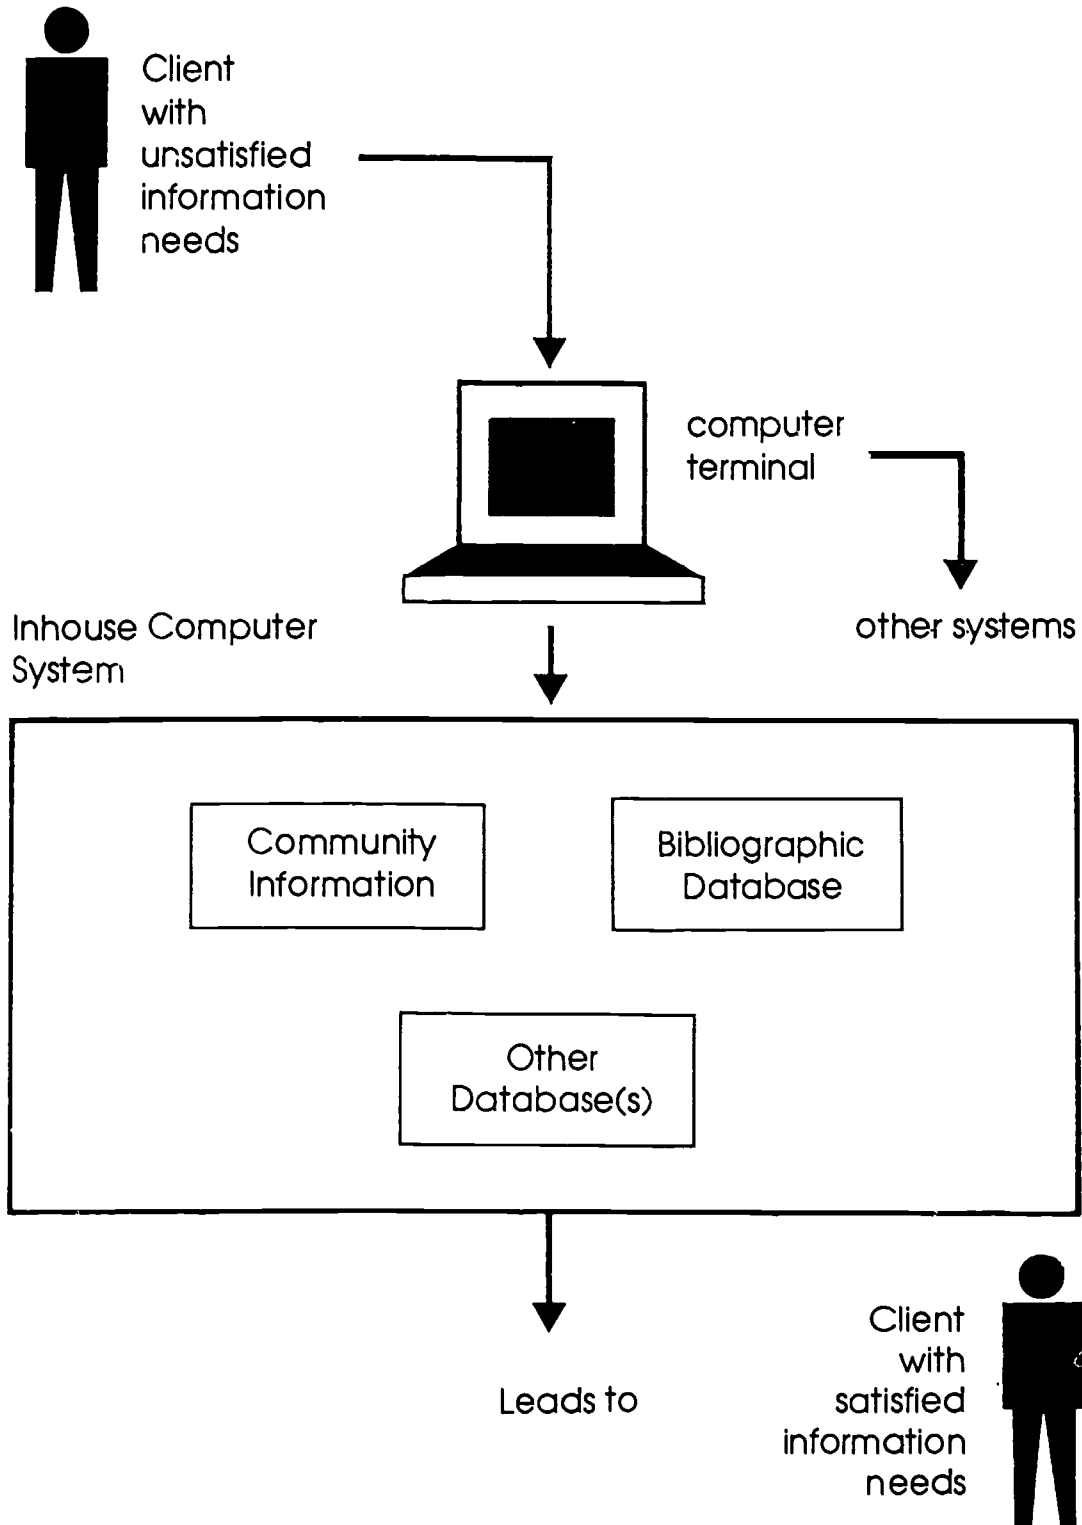 Client
with
unsatisfied
information
needs
computer
terminal
other systems
Inhouse Computer
System
Community
Information
Bibliographic
Database
Other
Database(s)
Leads to
Client
with
satisfied
information
needs